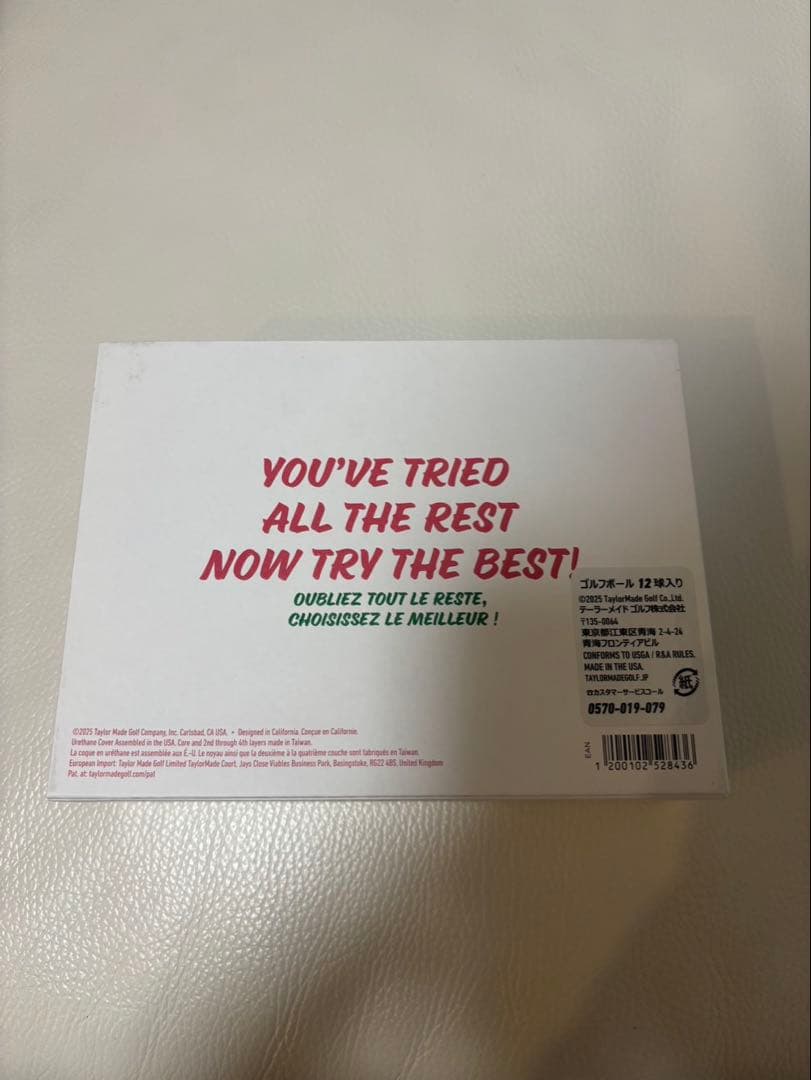 YOU'VE TRIED
ALL THE REST
NOW TRY THE BEST!
OUBLIEZ TOUT LE RESTE,
CHOISISSEZ LE MEILLEUR !
ゴルフボール 12球入り
©2025 TaylorMade Golf Co.,Ltd.
テーラーメイド ゴルフ株式会社
〒135-0064
東京都江東区青海 2-4-24
青海フロンティアビル
CONFORMS TO USGA / R&A RULES.
MADE IN THE USA.
TAYLORMADEGOLF.JP
カスタマーサービスコール
0570-019-079
紙
©2025 Taylor Made Golf Company, Inc. Carlsbad, CA USA. • Designed in California. Conçue en Californie.
Urethane Cover Assembled in the USA. Core and 2nd through 4th layers made in Taiwan.
La coque en uréthane est assemblée aux É.-U. Le noyau ainsi que la deuxième à la quatrième couche sont fabriqués en Taiwan.
European Import: Taylor Made Golf Limited TaylorMade Court, Jays Close Viables Business Park, Basingstoke, RG22 4BS, United Kingdom
Pat. at: taylormadegolf.com/pat
EAN
1 200102 528436